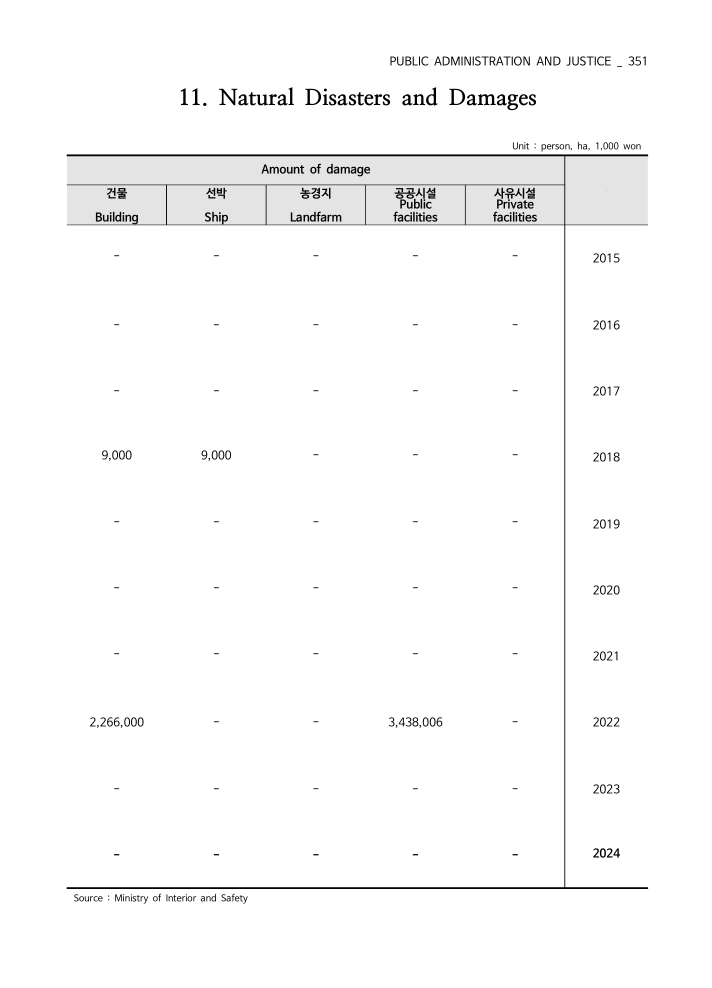 PUBLIC ADMINISTRATION AND JUSTICE _ 351
11. Natural Disasters and Damages
Unit : person, ha, 1,000 won
Amount of damage
건물 선박 농경지 공공시설 사유시설
Public Private
Building Ship Landfarm facilities facilities
– – – – – 2015
– – – – – 2016
– – – – – 2017
9,000 9,000 – – – 2018
– – – – – 2019
– – – – – 2020
– – – – – 2021
2,266,000 – – 3,438,006 – 2022
– – – – – 2023
– – – – – 2024
Source : Ministry of Interior and Safety